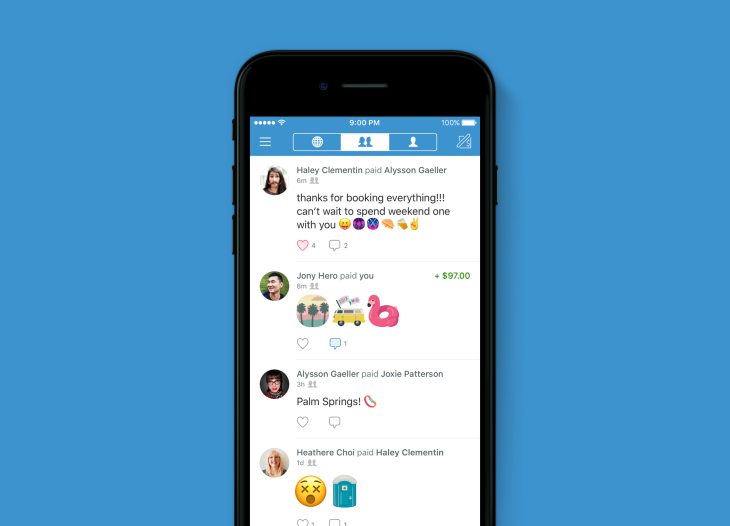 9:00 PM
100%
Haley Clementin paid Alysson Gaeller
6m
thanks for booking everything!!!
can't wait to spend weekend one
with you
4
2
Jony Hero paid you
+ $97.00
8m
1
Alysson Gaeller paid Joxie Patterson
3h
Palm Springs!
Heathere Choi paid Haley Clementin
1d
1
1